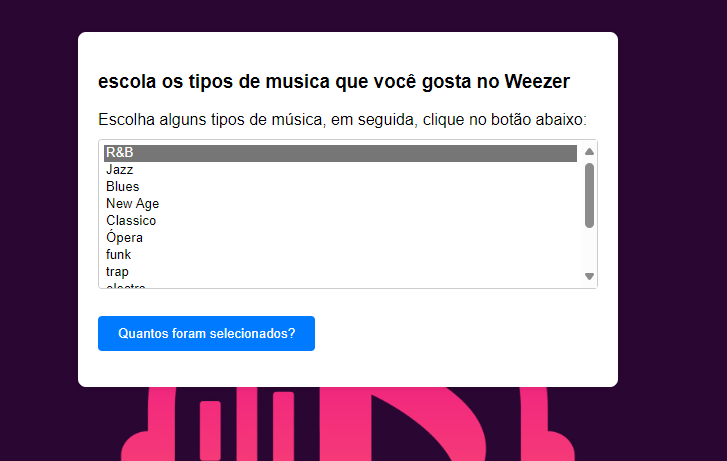 escola os tipos de musica que você gosta no Weezer
Escolha alguns tipos de música, em seguida, clique no botão abaixo:
R&B
Jazz
Blues
New Age
Classico
Ópera
funk
trap
electro
Quantos foram selecionados?